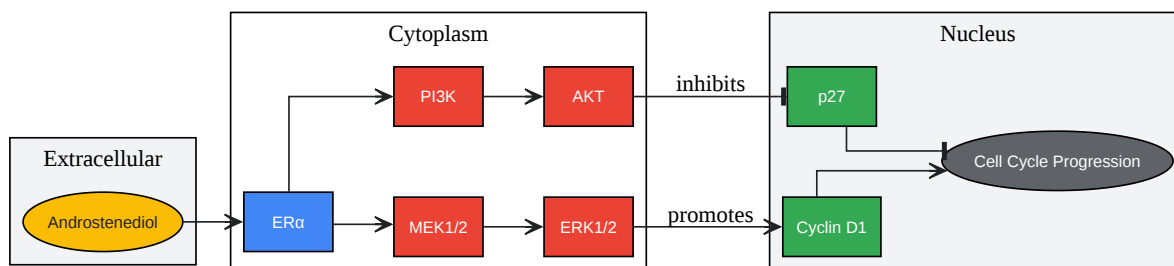 Cytoplasm
Nucleus
PI3K
AKT
inhibits
p27
Extracellular
Cell Cycle Progression
Androstenediol
ERα
MEK1/2
ERK1/2
promotes
Cyclin D1